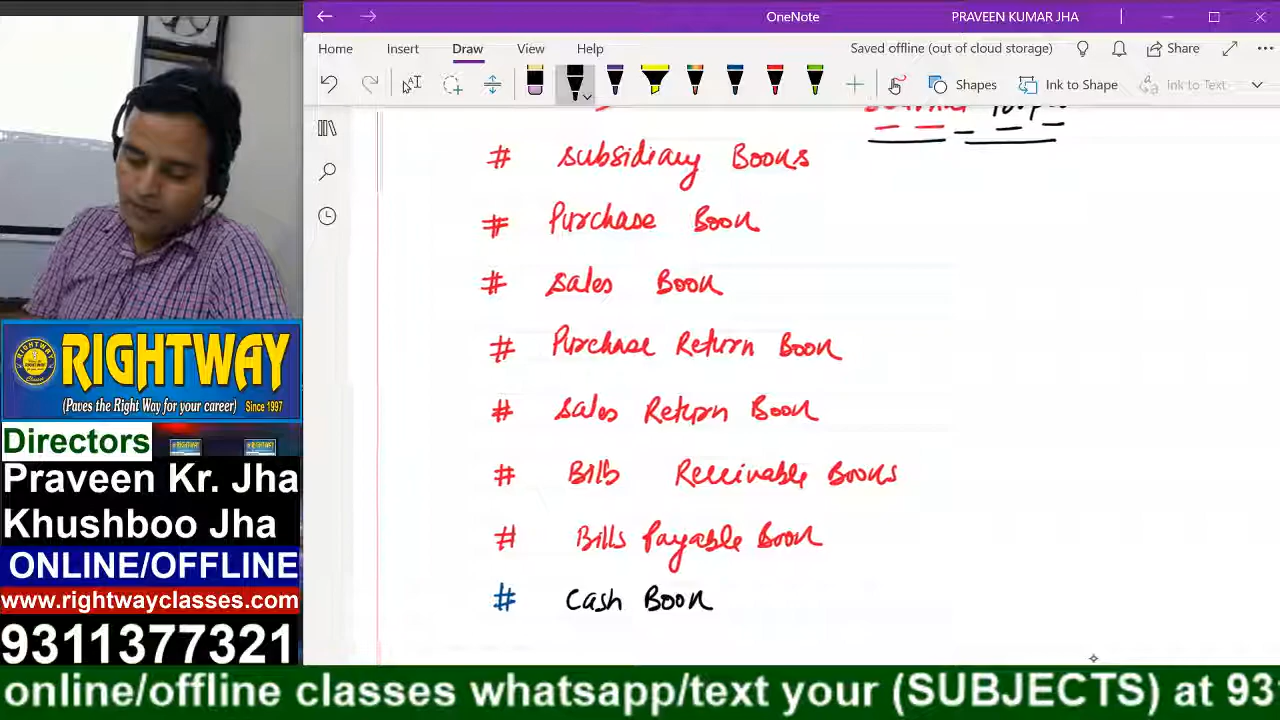 OneNote
PRAVEEN KUMAR JHA
Home Insert Draw View Help
Saved offline (out of cloud storage)
Share
Shapes
Ink to Shape
Ink to Text
# Subsidiary Books
# Purchase Book
# Sales Book
# Purchase Return Book
# Sales Return Book
# Bills Receivable Books
# Bills Payable Book
# Cash Book
RIGHTWAY
(Paves the Right Way for your career) Since 1997
Directors
Praveen Kr. Jha
Khushboo Jha
ONLINE/OFFLINE
www.rightwayclasses.com
9311377321
online/offline classes whatsapp/text your (SUBJECTS) at 93